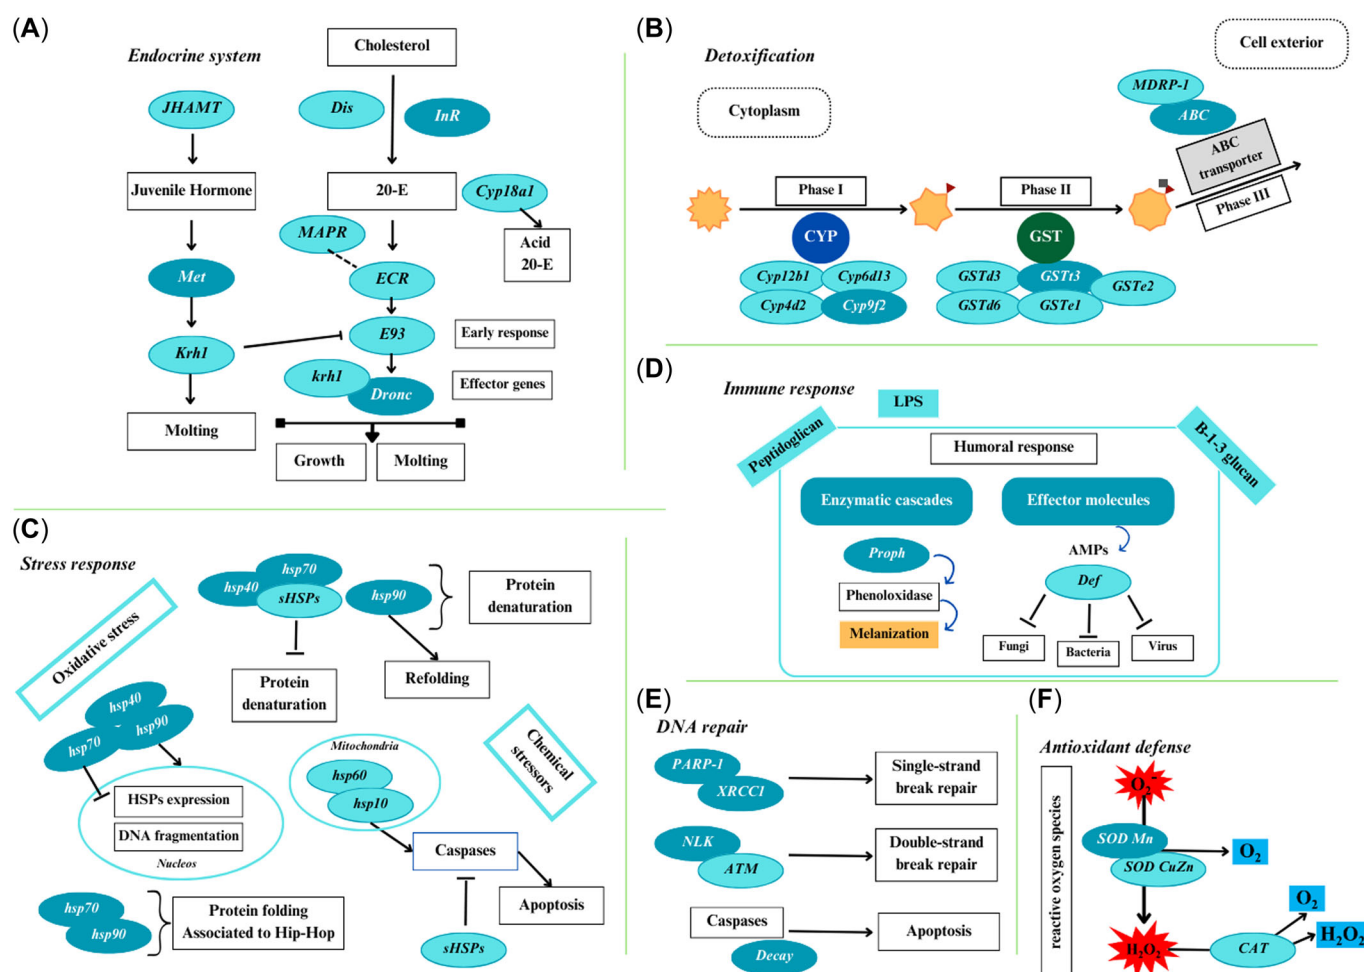 (A)
Endocrine system
Cholesterol
JHAMT
Dis
InR
Juvenile Hormone
20-E
Cyp18a1
MAPR
Acid
20-E
Met
ECR
Krh1
E93
Early response
krh1
Dronc
Effector genes
Molting
Growth
Molting
(B)
Detoxification
Cell exterior
Cytoplasm
MDRP-1
ABC
ABC
transporter
Phase I
Phase II
Phase III
CYP
GST
Cyp12b1
Cyp6d13
Cyp4d2
Cyp9f2
GSTd3
GSTt3
GSTe2
GSTd6
GSTe1
(C)
Stress response
Oxidative stress
hsp70
hsp40
sHSPs
hsp90
Protein
denaturation
Protein
denaturation
Refolding
hsp40
hsp90
hsp70
HSPs expression
DNA fragmentation
Nucleos
Mitochondria
hsp60
hsp10
Chemical
stressors
Caspases
Apoptosis
sHSPs
hsp70
hsp90
Protein folding
Associated to Hip-Hop
(D)
Immune response
LPS
Peptidoglican
B-1-3 glucan
Humoral response
Enzymatic cascades
Effector molecules
Proph
AMPs
Phenoloxidase
Def
Melanization
Fungi
Bacteria
Virus
(E)
DNA repair
PARP-1
XRCC1
Single-strand
break repair
NLK
ATM
Double-strand
break repair
Caspases
Decay
Apoptosis
(F)
Antioxidant defense
reactive oxygen species
O₂⁻
SOD Mn
SOD CuZn
O₂
H₂O₂
CAT
O₂
H₂O₂